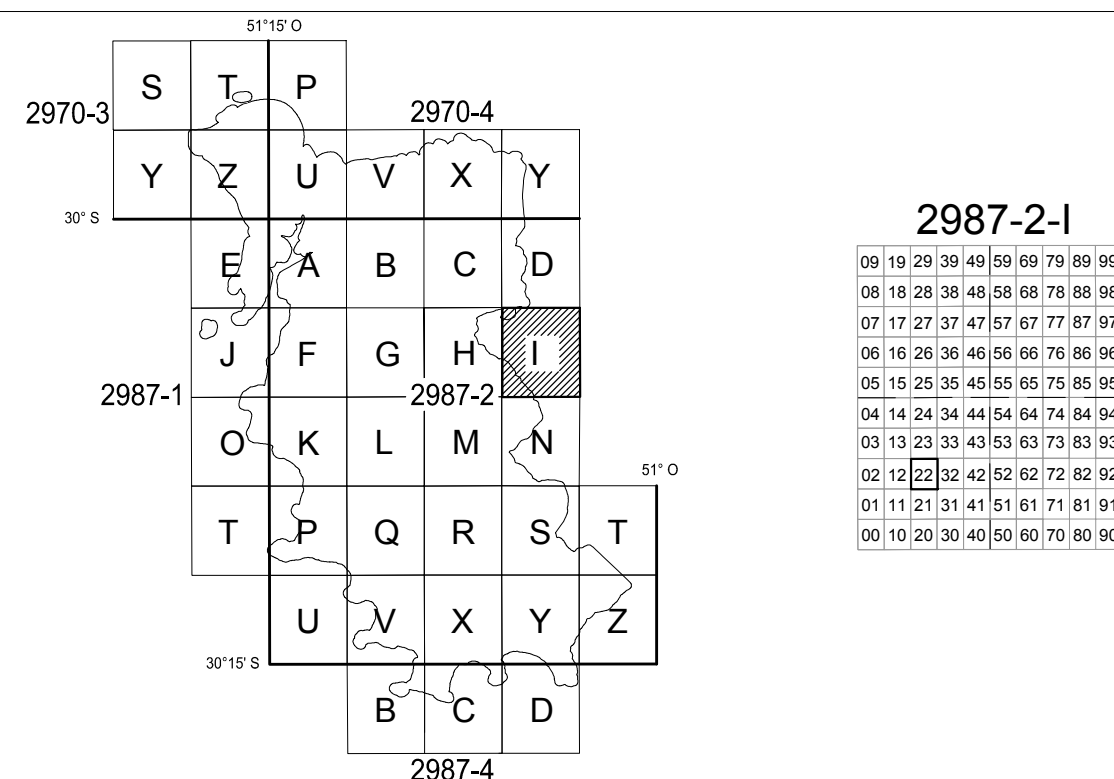 51°15' O
S T P
2970-3 2970-4
Y Z U V X Y
30° S
E A B C D
J F G H I
2987-1 2987-2
O K L M N
51° O
T P Q R S T
U V X Y Z
30°15' S
B C D
2987-4
2987-2-I
09 19 29 39 49 59 69 79 89 99
08 18 28 38 48 58 68 78 88 98
07 17 27 37 47 57 67 77 87 97
06 16 26 36 46 56 66 76 86 96
05 15 25 35 45 55 65 75 85 95
04 14 24 34 44 54 64 74 84 94
03 13 23 33 43 53 63 73 83 93
02 12 22 32 42 52 62 72 82 92
01 11 21 31 41 51 61 71 81 91
00 10 20 30 40 50 60 70 80 90